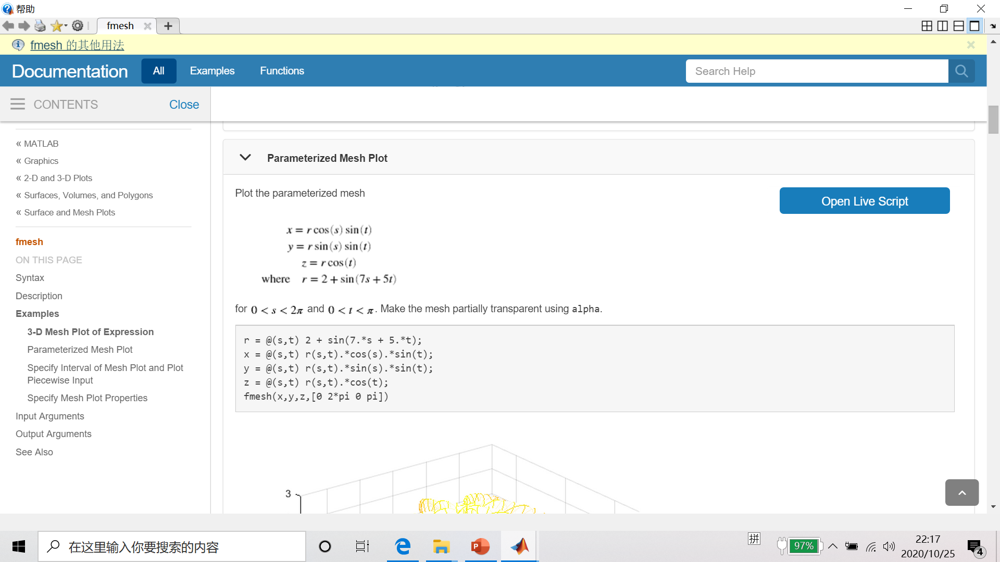 帮助
fmesh
fmesh 的其他用法
Documentation
All
Examples
Functions
Search Help
CONTENTS
Close
« MATLAB
« Graphics
« 2-D and 3-D Plots
« Surfaces, Volumes, and Polygons
« Surface and Mesh Plots
fmesh
ON THIS PAGE
Syntax
Description
Examples
3-D Mesh Plot of Expression
Parameterized Mesh Plot
Specify Interval of Mesh Plot and Plot
Piecewise Input
Specify Mesh Plot Properties
Input Arguments
Output Arguments
See Also
Parameterized Mesh Plot
Plot the parameterized mesh
Open Live Script
x = r cos(s) sin(t)
y = r sin(s) sin(t)
z = r cos(t)
where r = 2 + sin(7s + 5t)
for 0 < s < 2π and 0 < t < π. Make the mesh partially transparent using alpha.
r = @(s,t) 2 + sin(7.*s + 5.*t);
x = @(s,t) r(s,t).*cos(s).*sin(t);
y = @(s,t) r(s,t).*sin(s).*sin(t);
z = @(s,t) r(s,t).*cos(t);
fmesh(x,y,z,[0 2*pi 0 pi])
3
在这里输入你要搜索的内容
P
拼
97%
22:17
2020/10/25
4